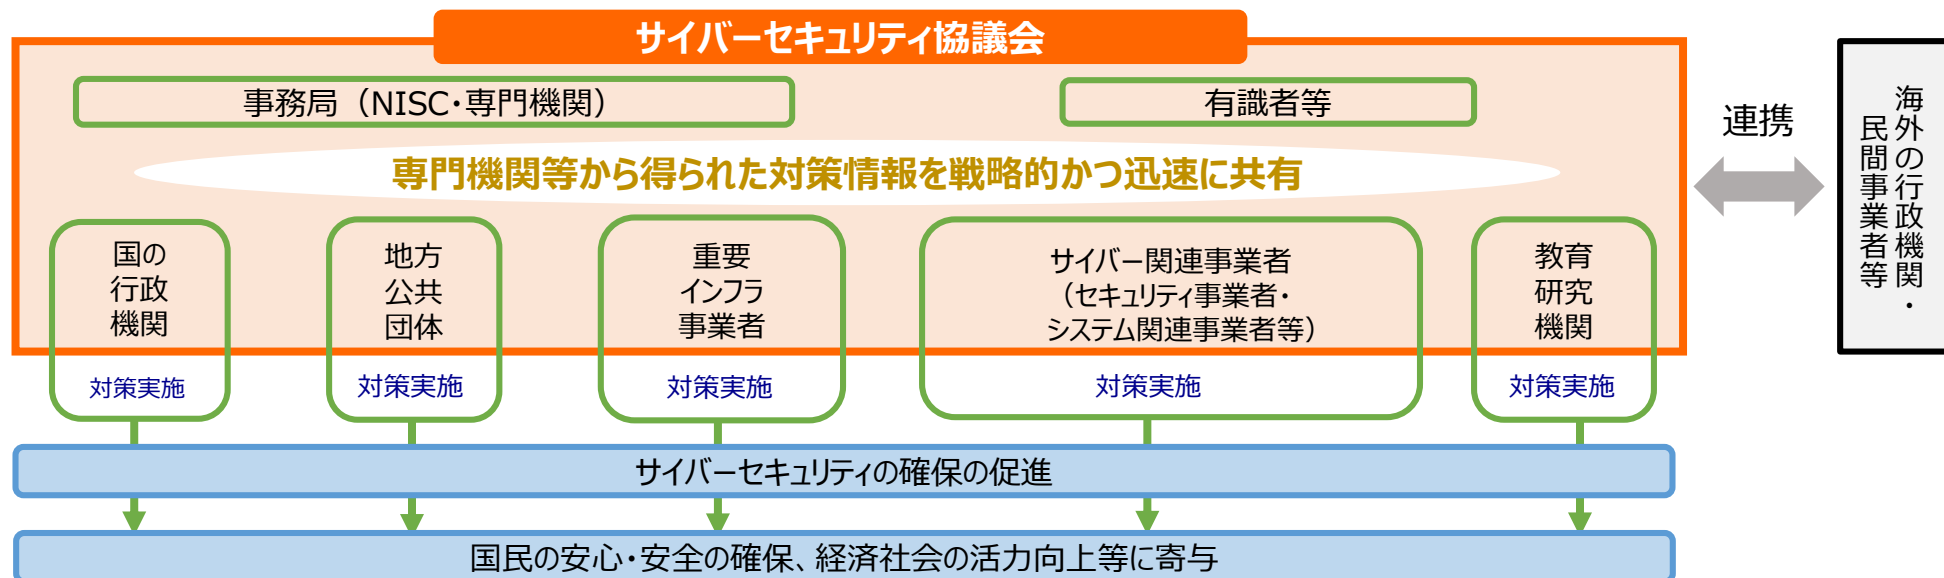 サイバーセキュリティ協議会
事務局（NISC・専門機関）
有識者等
専門機関等から得られた対策情報を戦略的かつ迅速に共有
連携
海外の行政機関・
民間事業者等
国の
行政
機関
対策実施
地方
公共
団体
対策実施
重要
インフラ
事業者
対策実施
サイバー関連事業者
（セキュリティ事業者・
システム関連事業者等）
対策実施
教育
研究
機関
対策実施
サイバーセキュリティの確保の促進
国民の安心・安全の確保、経済社会の活力向上等に寄与